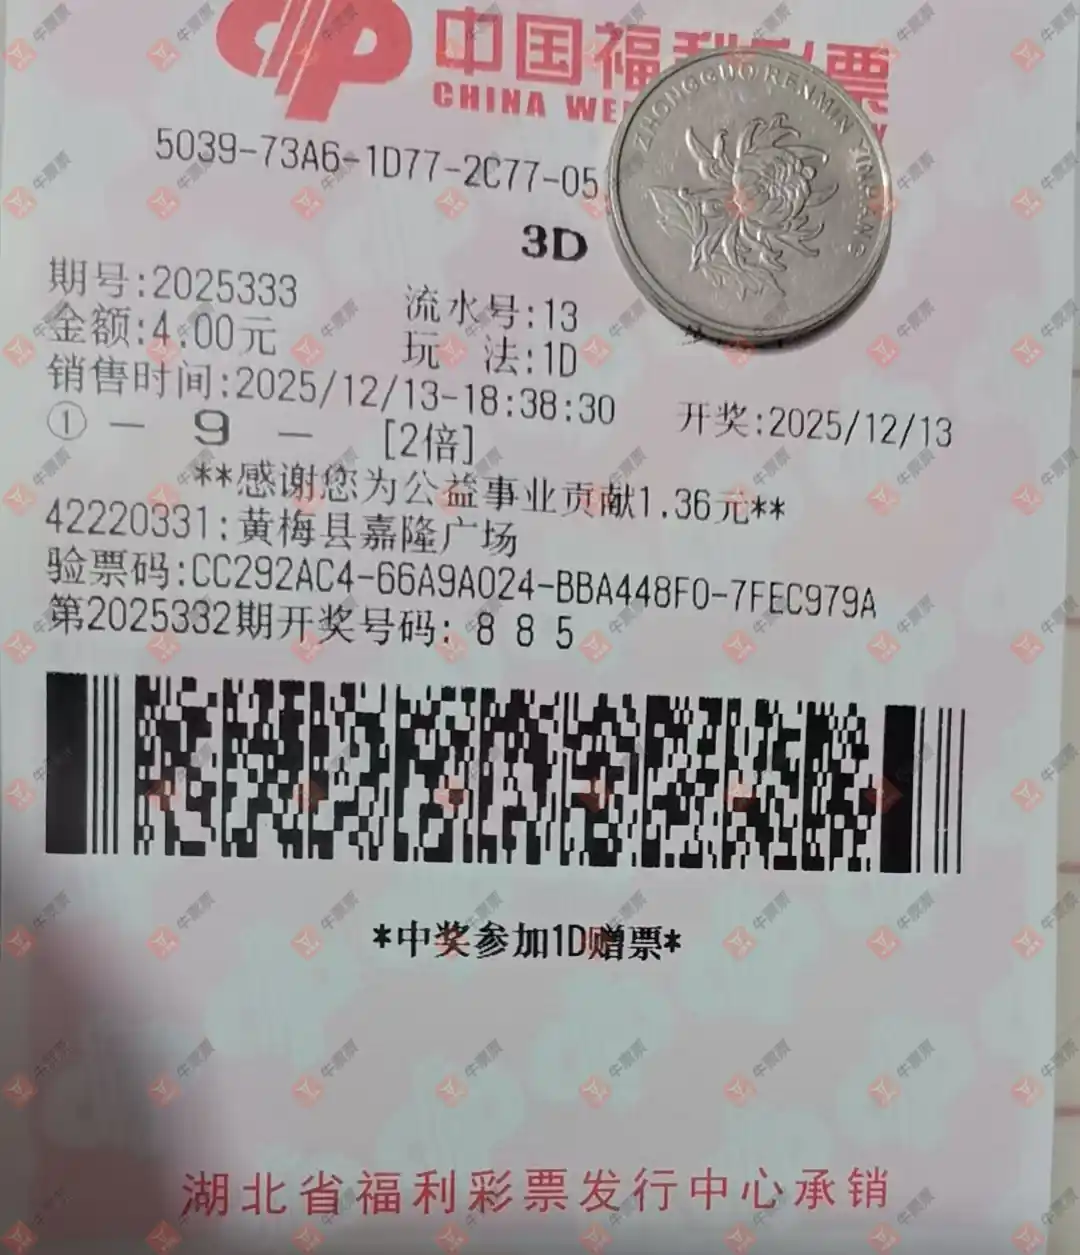 中国福利彩票
CHINA WE
ZHONGGUO RENMIN YINHANG
5039-73A6-1D77-2C77-05
3D
期号:2025333 流水号:13
金额:4.00元 玩 法:1D
销售时间:2025/12/13-18:38:30 开奖:2025/12/13
① - 9 - [2倍]
**感谢您为公益事业贡献1.36元**
42220331:黄梅县嘉隆广场
验票码:CC292AC4-66A9A024-BBA448F0-7FEC979A
第2025332期开奖号码: 8 8 5
*中奖参加1D赠票*
湖北省福利彩票发行中心承销
牛票票